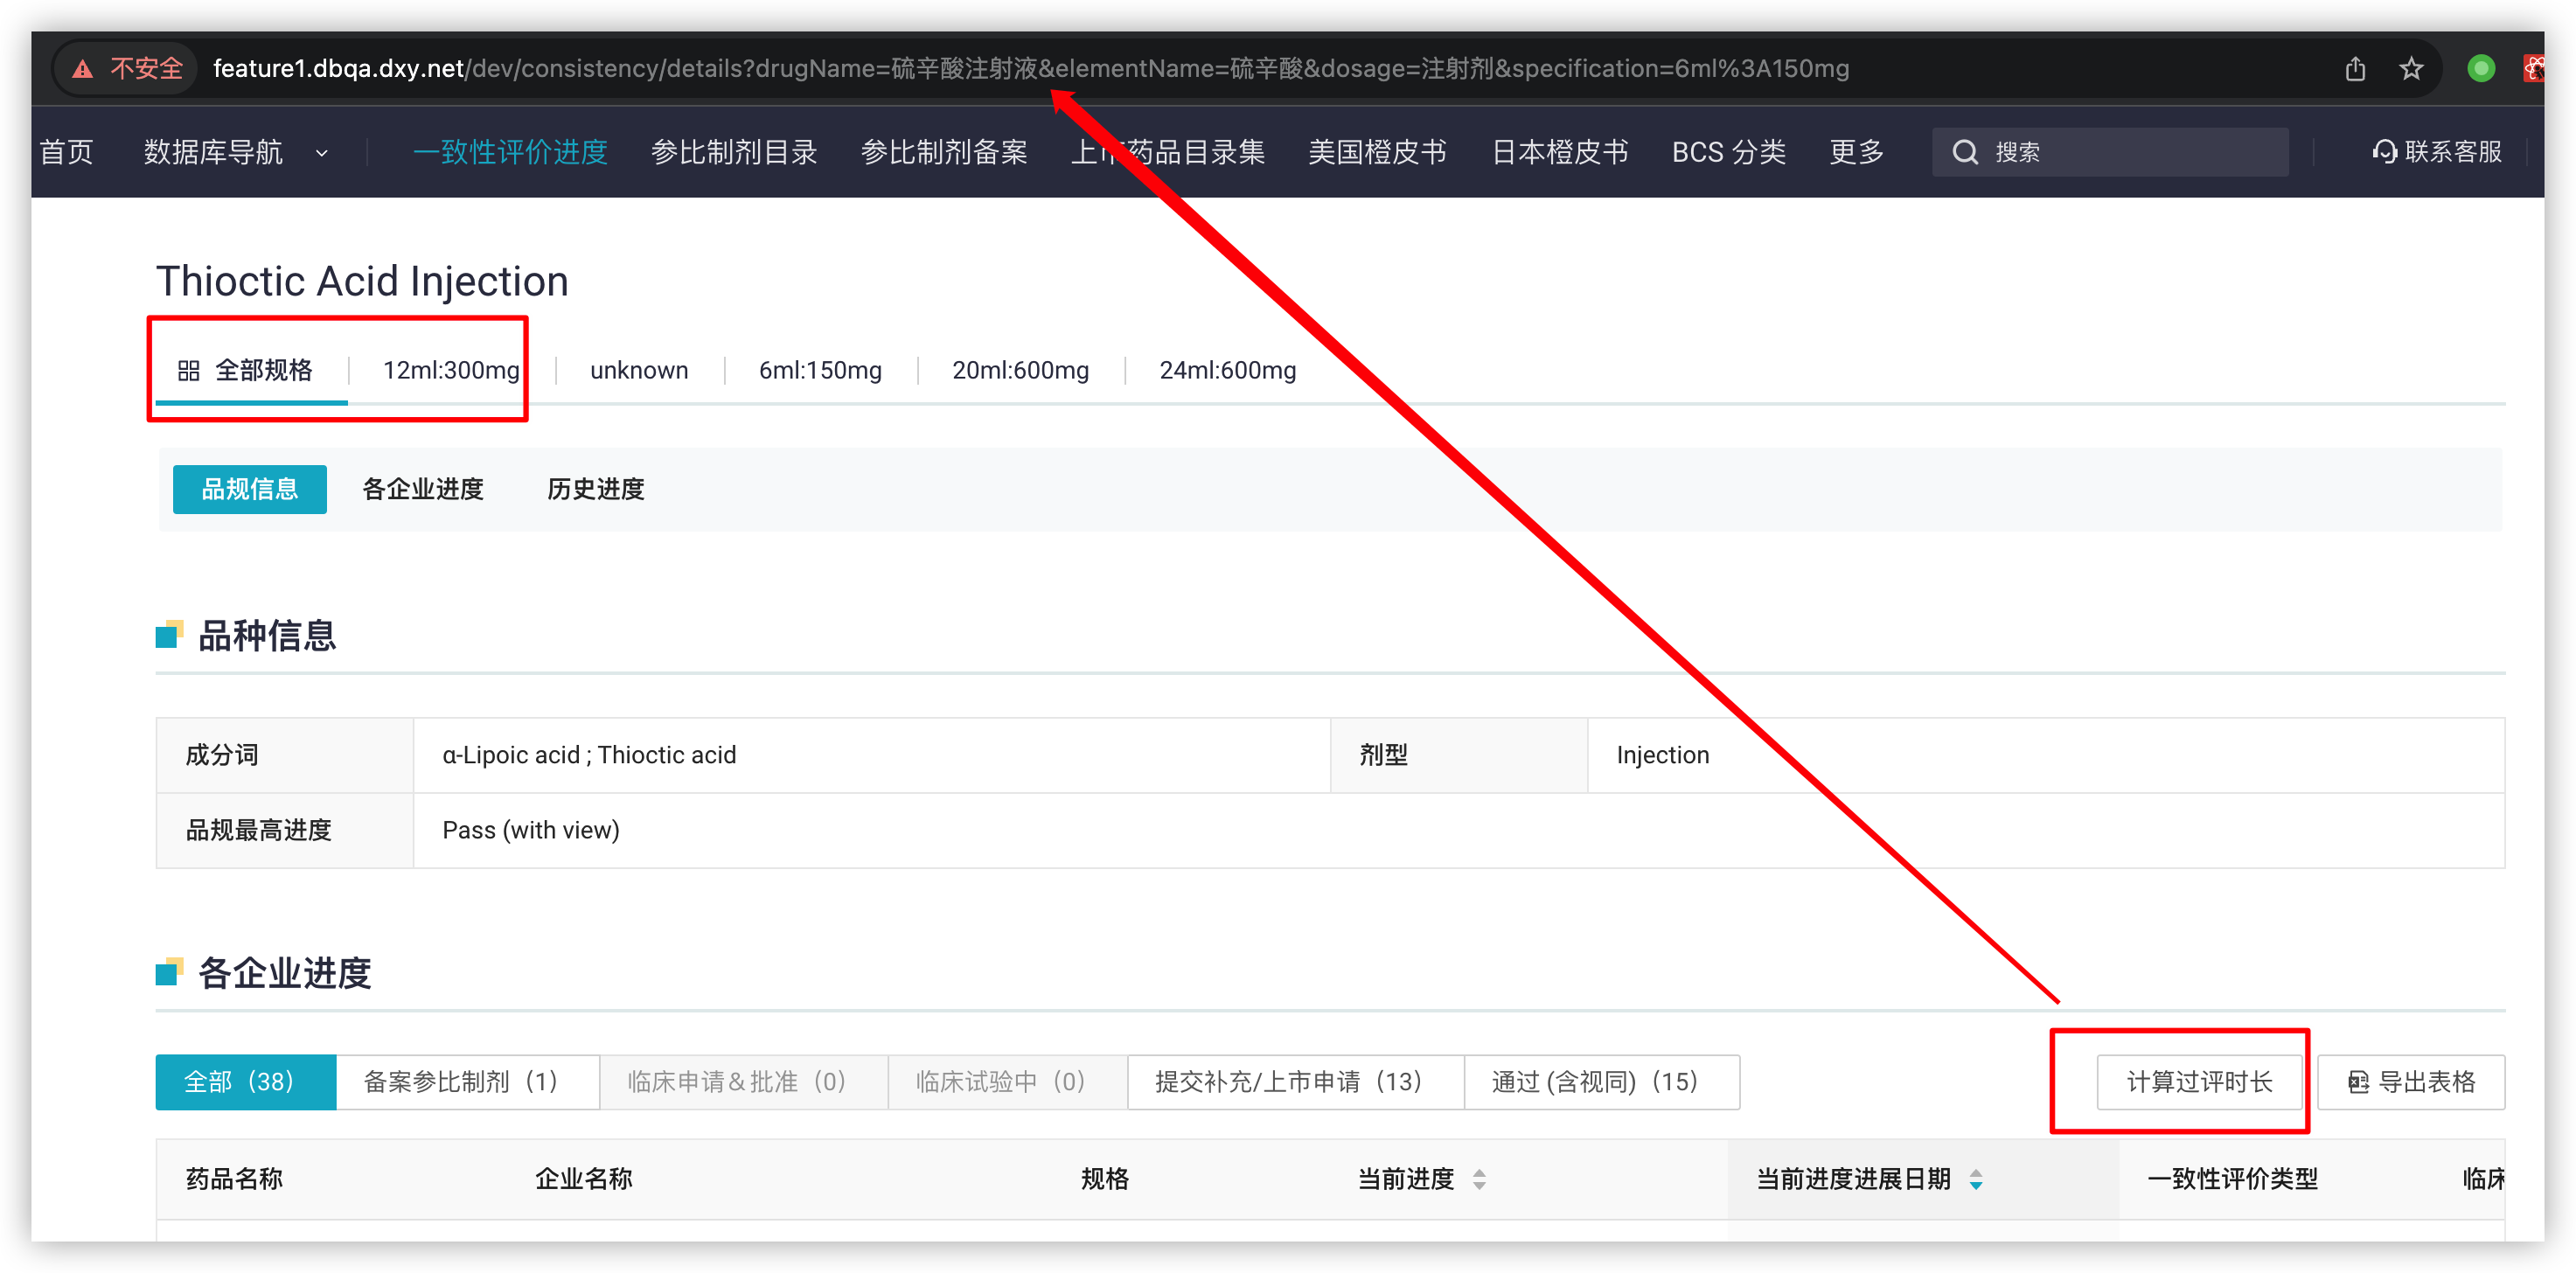 不安全 feature1.dbqa.dxy.net/dev/consistency/details?drugName=硫辛酸注射液&elementName=硫辛酸&dosage=注射剂&specification=6ml%3A150mg
首页 数据库导航 一致性评价进度 参比制剂目录 参比制剂备案 上市药品目录集 美国橙皮书 日本橙皮书 BCS 分类 更多 搜索 联系客服
Thioctic Acid Injection
全部规格 12ml:300mg unknown 6ml:150mg 20ml:600mg 24ml:600mg
品规信息 各企业进度 历史进度
品种信息
成分词 α-Lipoic acid ; Thioctic acid 剂型 Injection
品规最高进度 Pass (with view)
各企业进度
全部（38） 备案参比制剂（1） 临床申请＆批准（0） 临床试验中（0） 提交补充/上市申请（13） 通过 (含视同)（15） 计算过评时长 导出表格
药品名称 企业名称 规格 当前进度 当前进度进展日期 一致性评价类型 临床